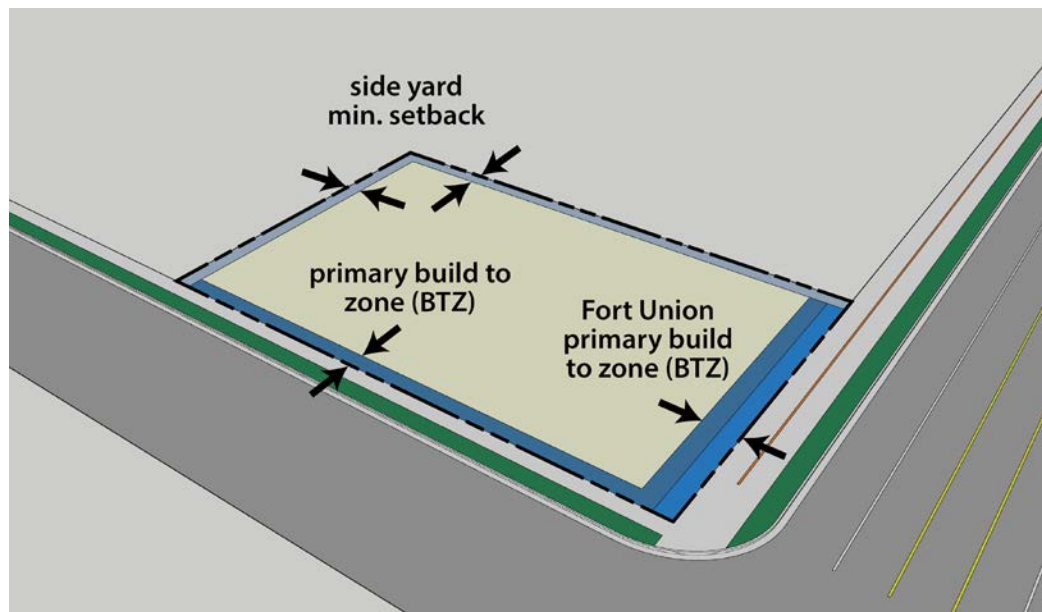 side yard
min. setback
primary build to
zone (BTZ)
Fort Union
primary build
to zone (BTZ)